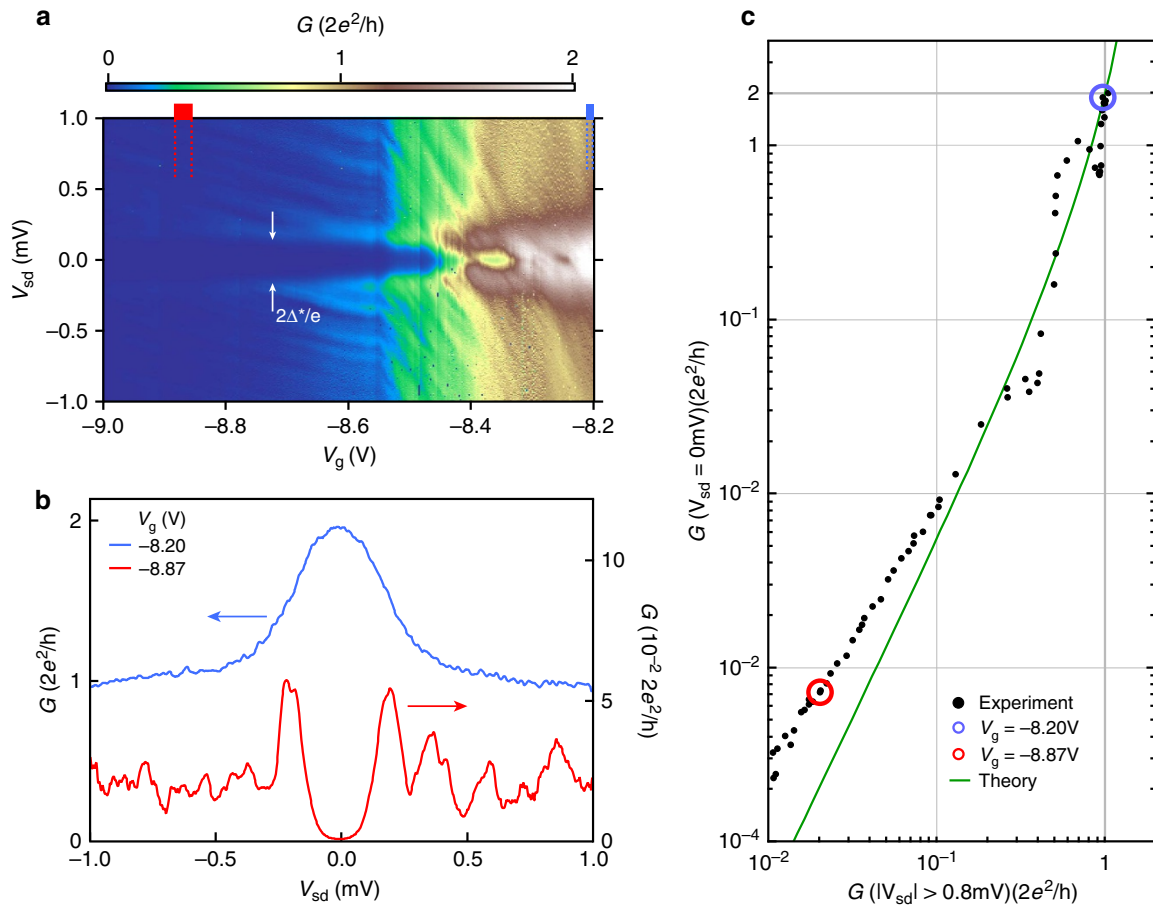 a
G (2e²/h)
0
1
2
1.0
0.5
0.0
−0.5
−1.0
V_sd (mV)
2Δ*/e
−9.0
−8.8
−8.6
−8.4
−8.2
V_g (V)
b
V_g (V)
−8.20
−8.87
2
1
0
G (2e²/h)
10
5
0
G (10⁻² 2e²/h)
−1.0
−0.5
0.0
0.5
1.0
V_sd (mV)
c
2
1
10⁻¹
10⁻²
10⁻²
10⁻⁴
G (V_sd = 0mV)(2e²/h)
Experiment
V_g = −8.20V
V_g = −8.87V
Theory
10⁻²
10⁻¹
1
G (|V_sd| > 0.8mV)(2e²/h)